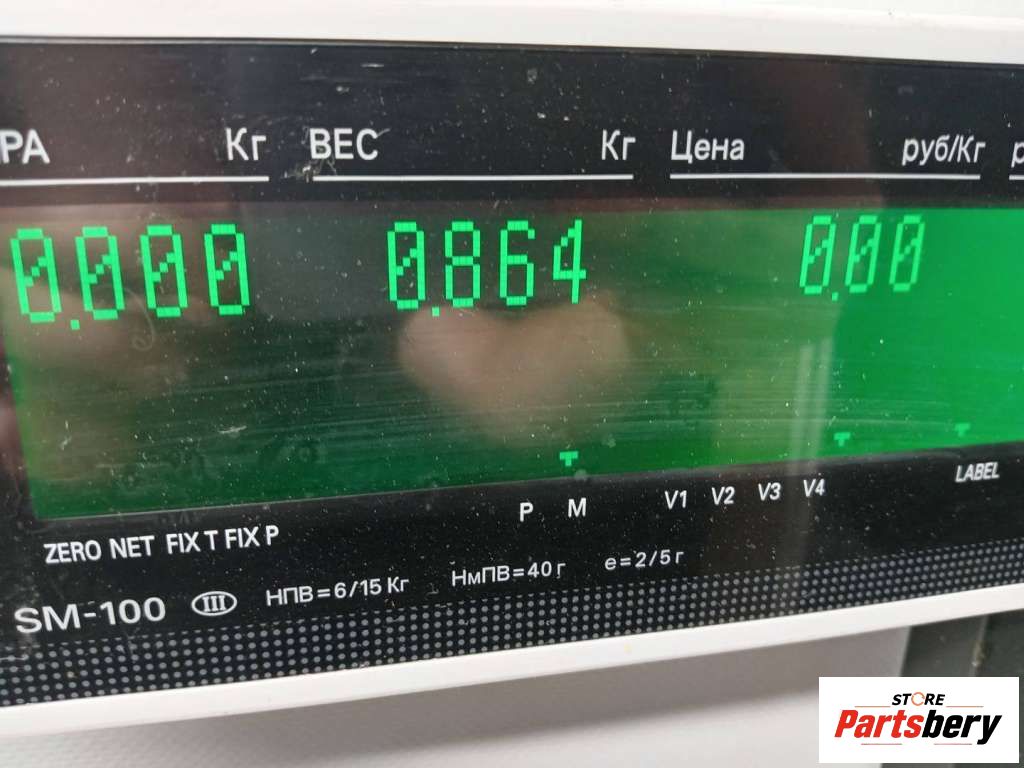 РА Кг ВЕС Кг Цена руб/Кг р
0.000 0.864 0.00
P M V1 V2 V3 V4 LABEL
ZERO NET FIX T FIX P
SM-100 III НПВ=6/15 Кг НмПВ=40 г e=2/5 г
STORE
Partsbery